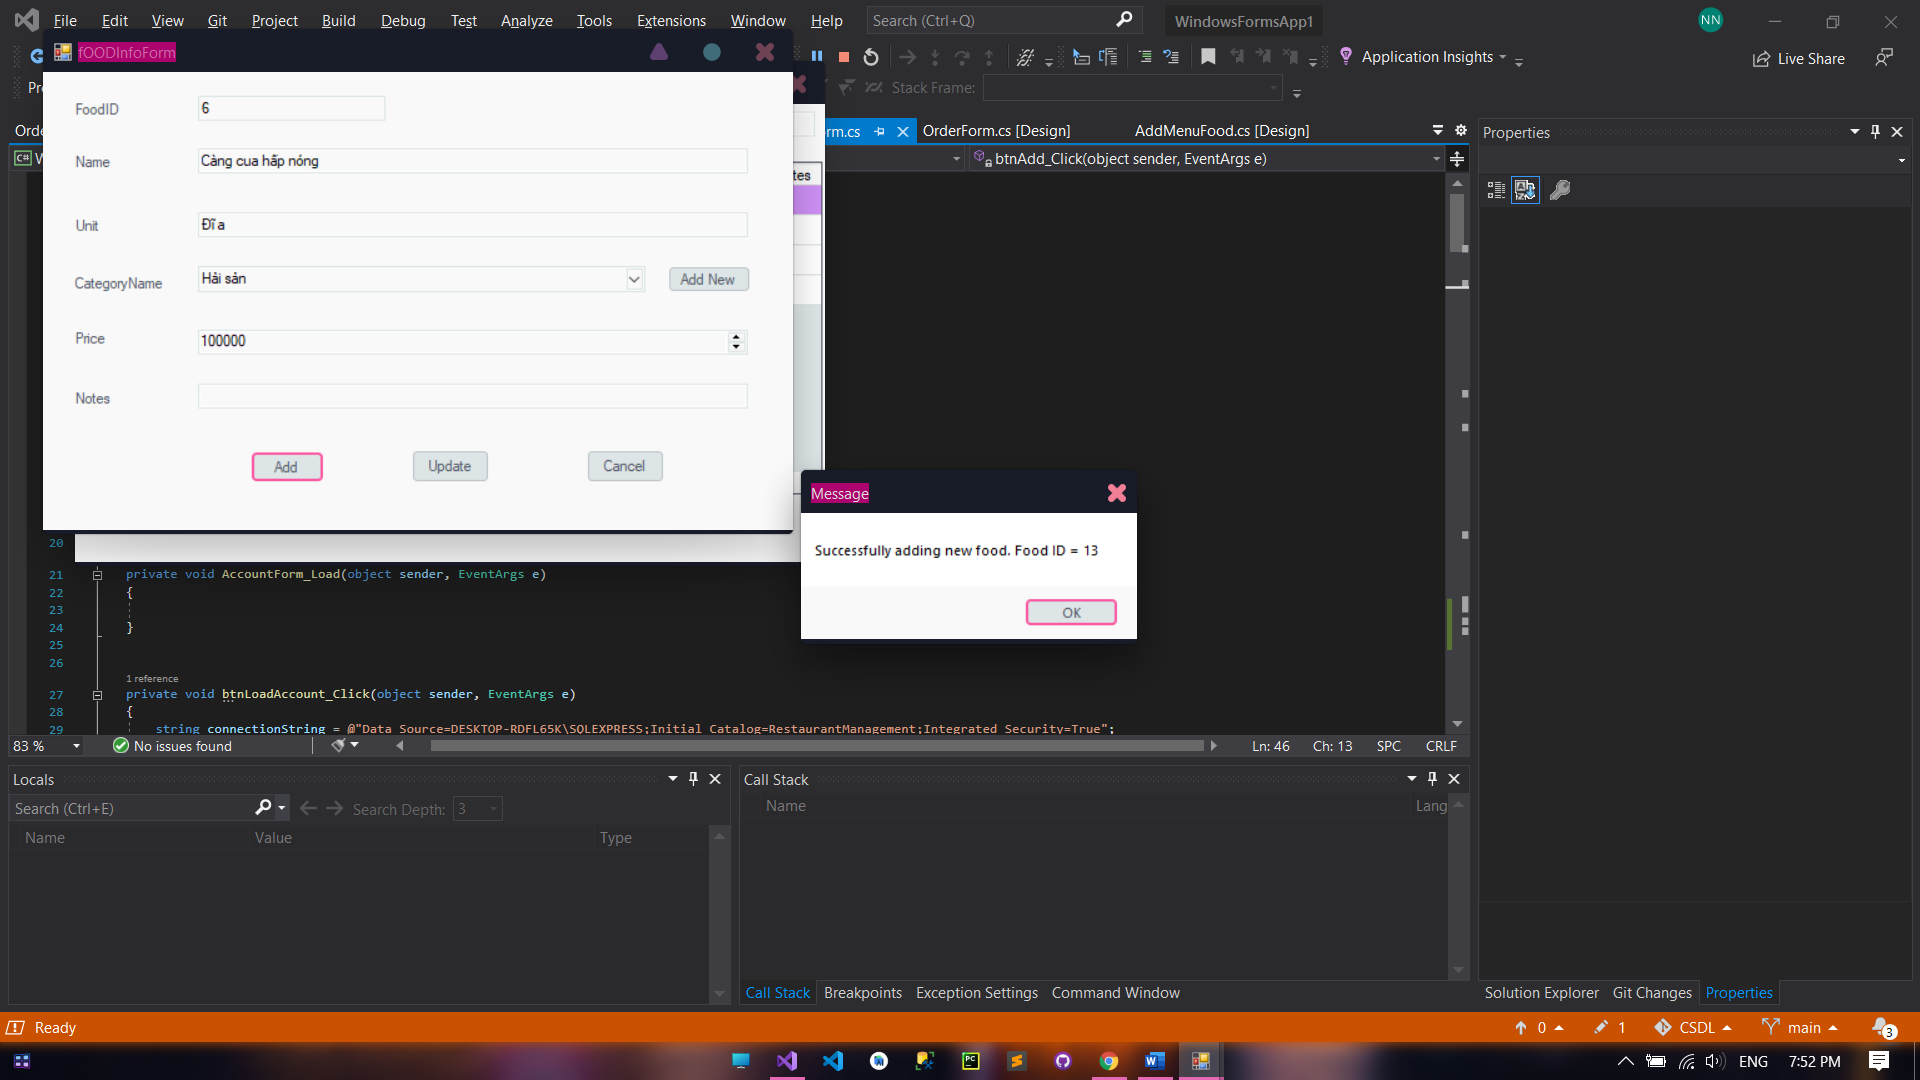 File Edit View Git Project Build Debug Test Analyze Tools Extensions Window Help Search (Ctrl+Q) WindowsFormsApp1 NN
fOODInfoForm
Application Insights Live Share
Stack Frame:
FoodID 6
Name Càng cua hấp nóng
Unit Đĩa
CategoryName Hải sản Add New
Price 100000
Notes
Add Update Cancel
rm.cs OrderForm.cs [Design] AddMenuFood.cs [Design]
btnAdd_Click(object sender, EventArgs e)
tes
Properties
Message
Successfully adding new food. Food ID = 13
OK
20
21 private void AccountForm_Load(object sender, EventArgs e)
22 {
23
24 }
25
26
1 reference
27 private void btnLoadAccount_Click(object sender, EventArgs e)
28 {
29 string connectionString = @"Data Source=DESKTOP-RDFL65K\SQLEXPRESS;Initial Catalog=RestaurantManagement;Integrated Security=True";
83 % No issues found Ln: 46 Ch: 13 SPC CRLF
Locals
Search (Ctrl+E) Search Depth: 3
Name Value Type
Call Stack
Name Lang
Call Stack Breakpoints Exception Settings Command Window
Solution Explorer Git Changes Properties
Ready 0 1 CSDL main 3
ENG 7:52 PM